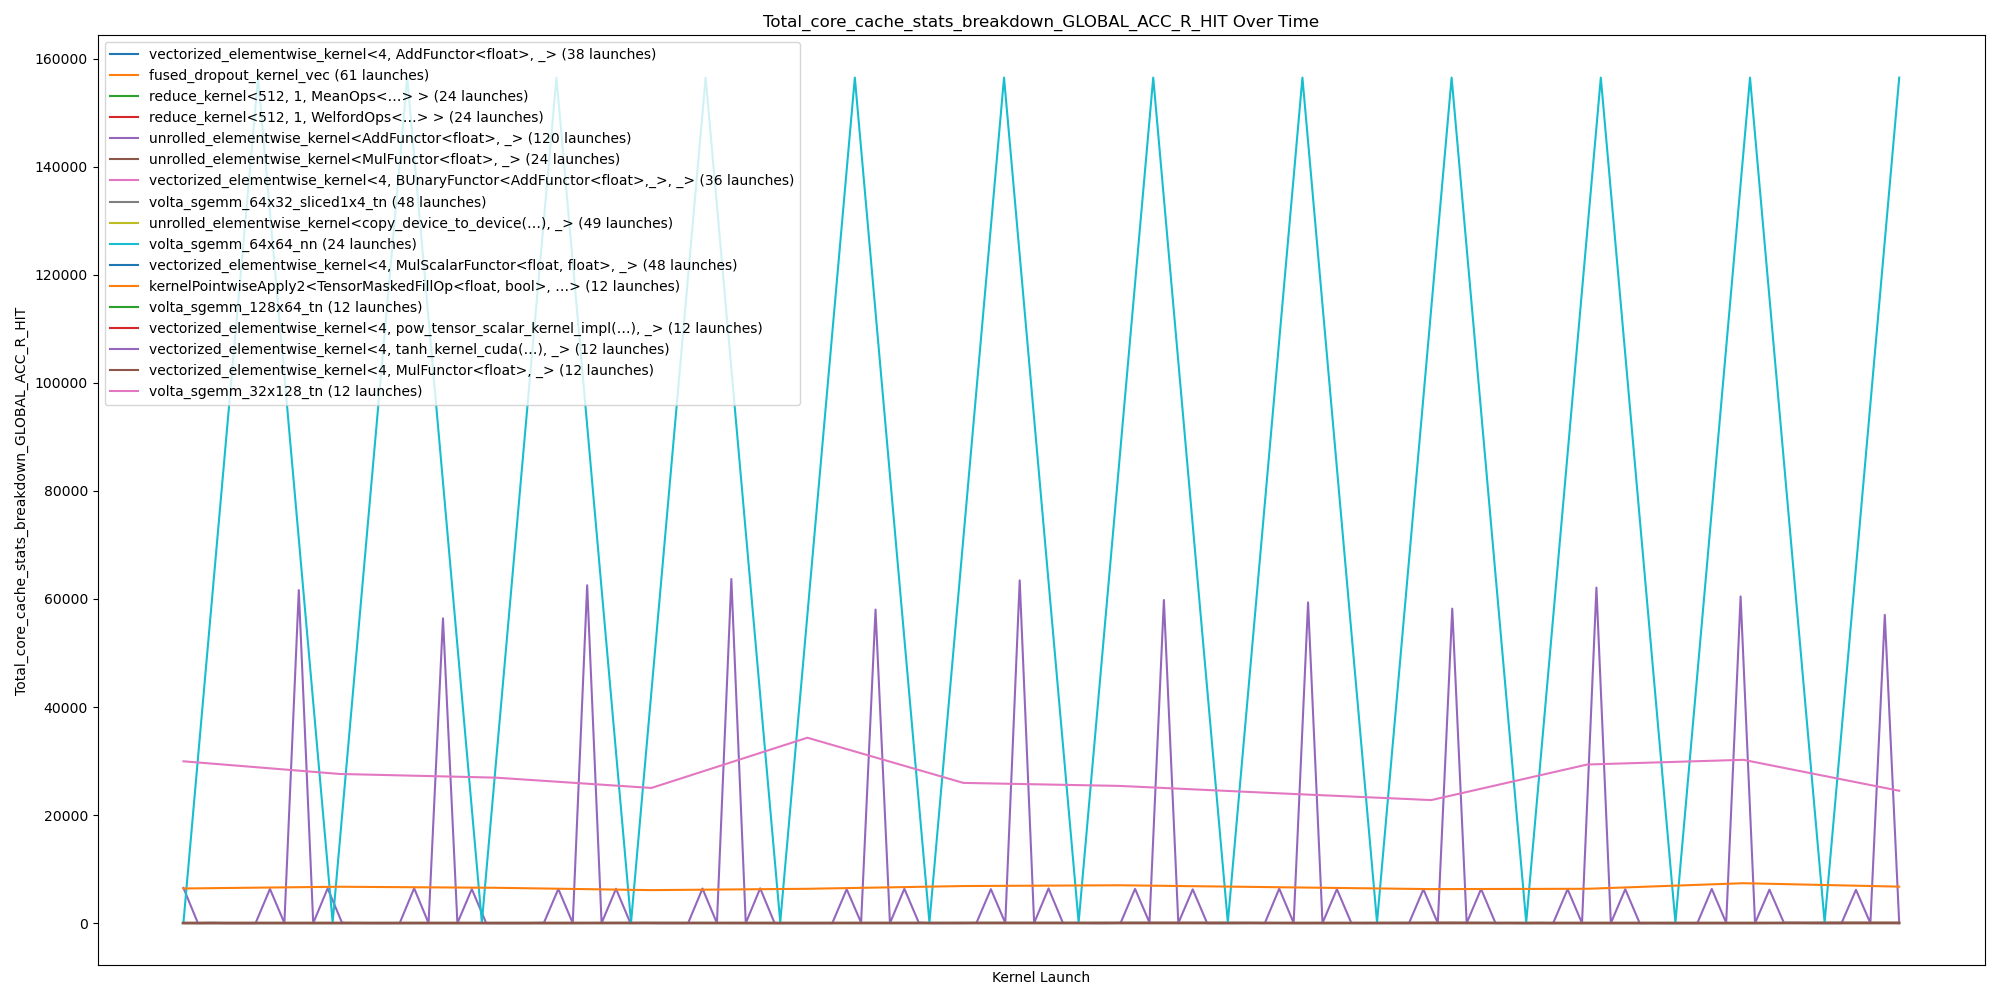 Total_core_cache_stats_breakdown_GLOBAL_ACC_R_HIT Over Time
vectorized_elementwise_kernel<4, AddFunctor<float>, _> (38 launches)
fused_dropout_kernel_vec (61 launches)
reduce_kernel<512, 1, MeanOps<...> > (24 launches)
reduce_kernel<512, 1, WelfordOps<...> > (24 launches)
unrolled_elementwise_kernel<AddFunctor<float>, _> (120 launches)
unrolled_elementwise_kernel<MulFunctor<float>, _> (24 launches)
vectorized_elementwise_kernel<4, BUnaryFunctor<AddFunctor<float>,_>, _> (36 launches)
volta_sgemm_64x32_sliced1x4_tn (48 launches)
unrolled_elementwise_kernel<copy_device_to_device(...), _> (49 launches)
volta_sgemm_64x64_nn (24 launches)
vectorized_elementwise_kernel<4, MulScalarFunctor<float, float>, _> (48 launches)
kernelPointwiseApply2<TensorMaskedFillOp<float, bool>, ...> (12 launches)
volta_sgemm_128x64_tn (12 launches)
vectorized_elementwise_kernel<4, pow_tensor_scalar_kernel_impl(...), _> (12 launches)
vectorized_elementwise_kernel<4, tanh_kernel_cuda(...), _> (12 launches)
vectorized_elementwise_kernel<4, MulFunctor<float>, _> (12 launches)
volta_sgemm_32x128_tn (12 launches)
160000
140000
120000
100000
80000
60000
40000
20000
0
Total_core_cache_stats_breakdown_GLOBAL_ACC_R_HIT
Kernel Launch